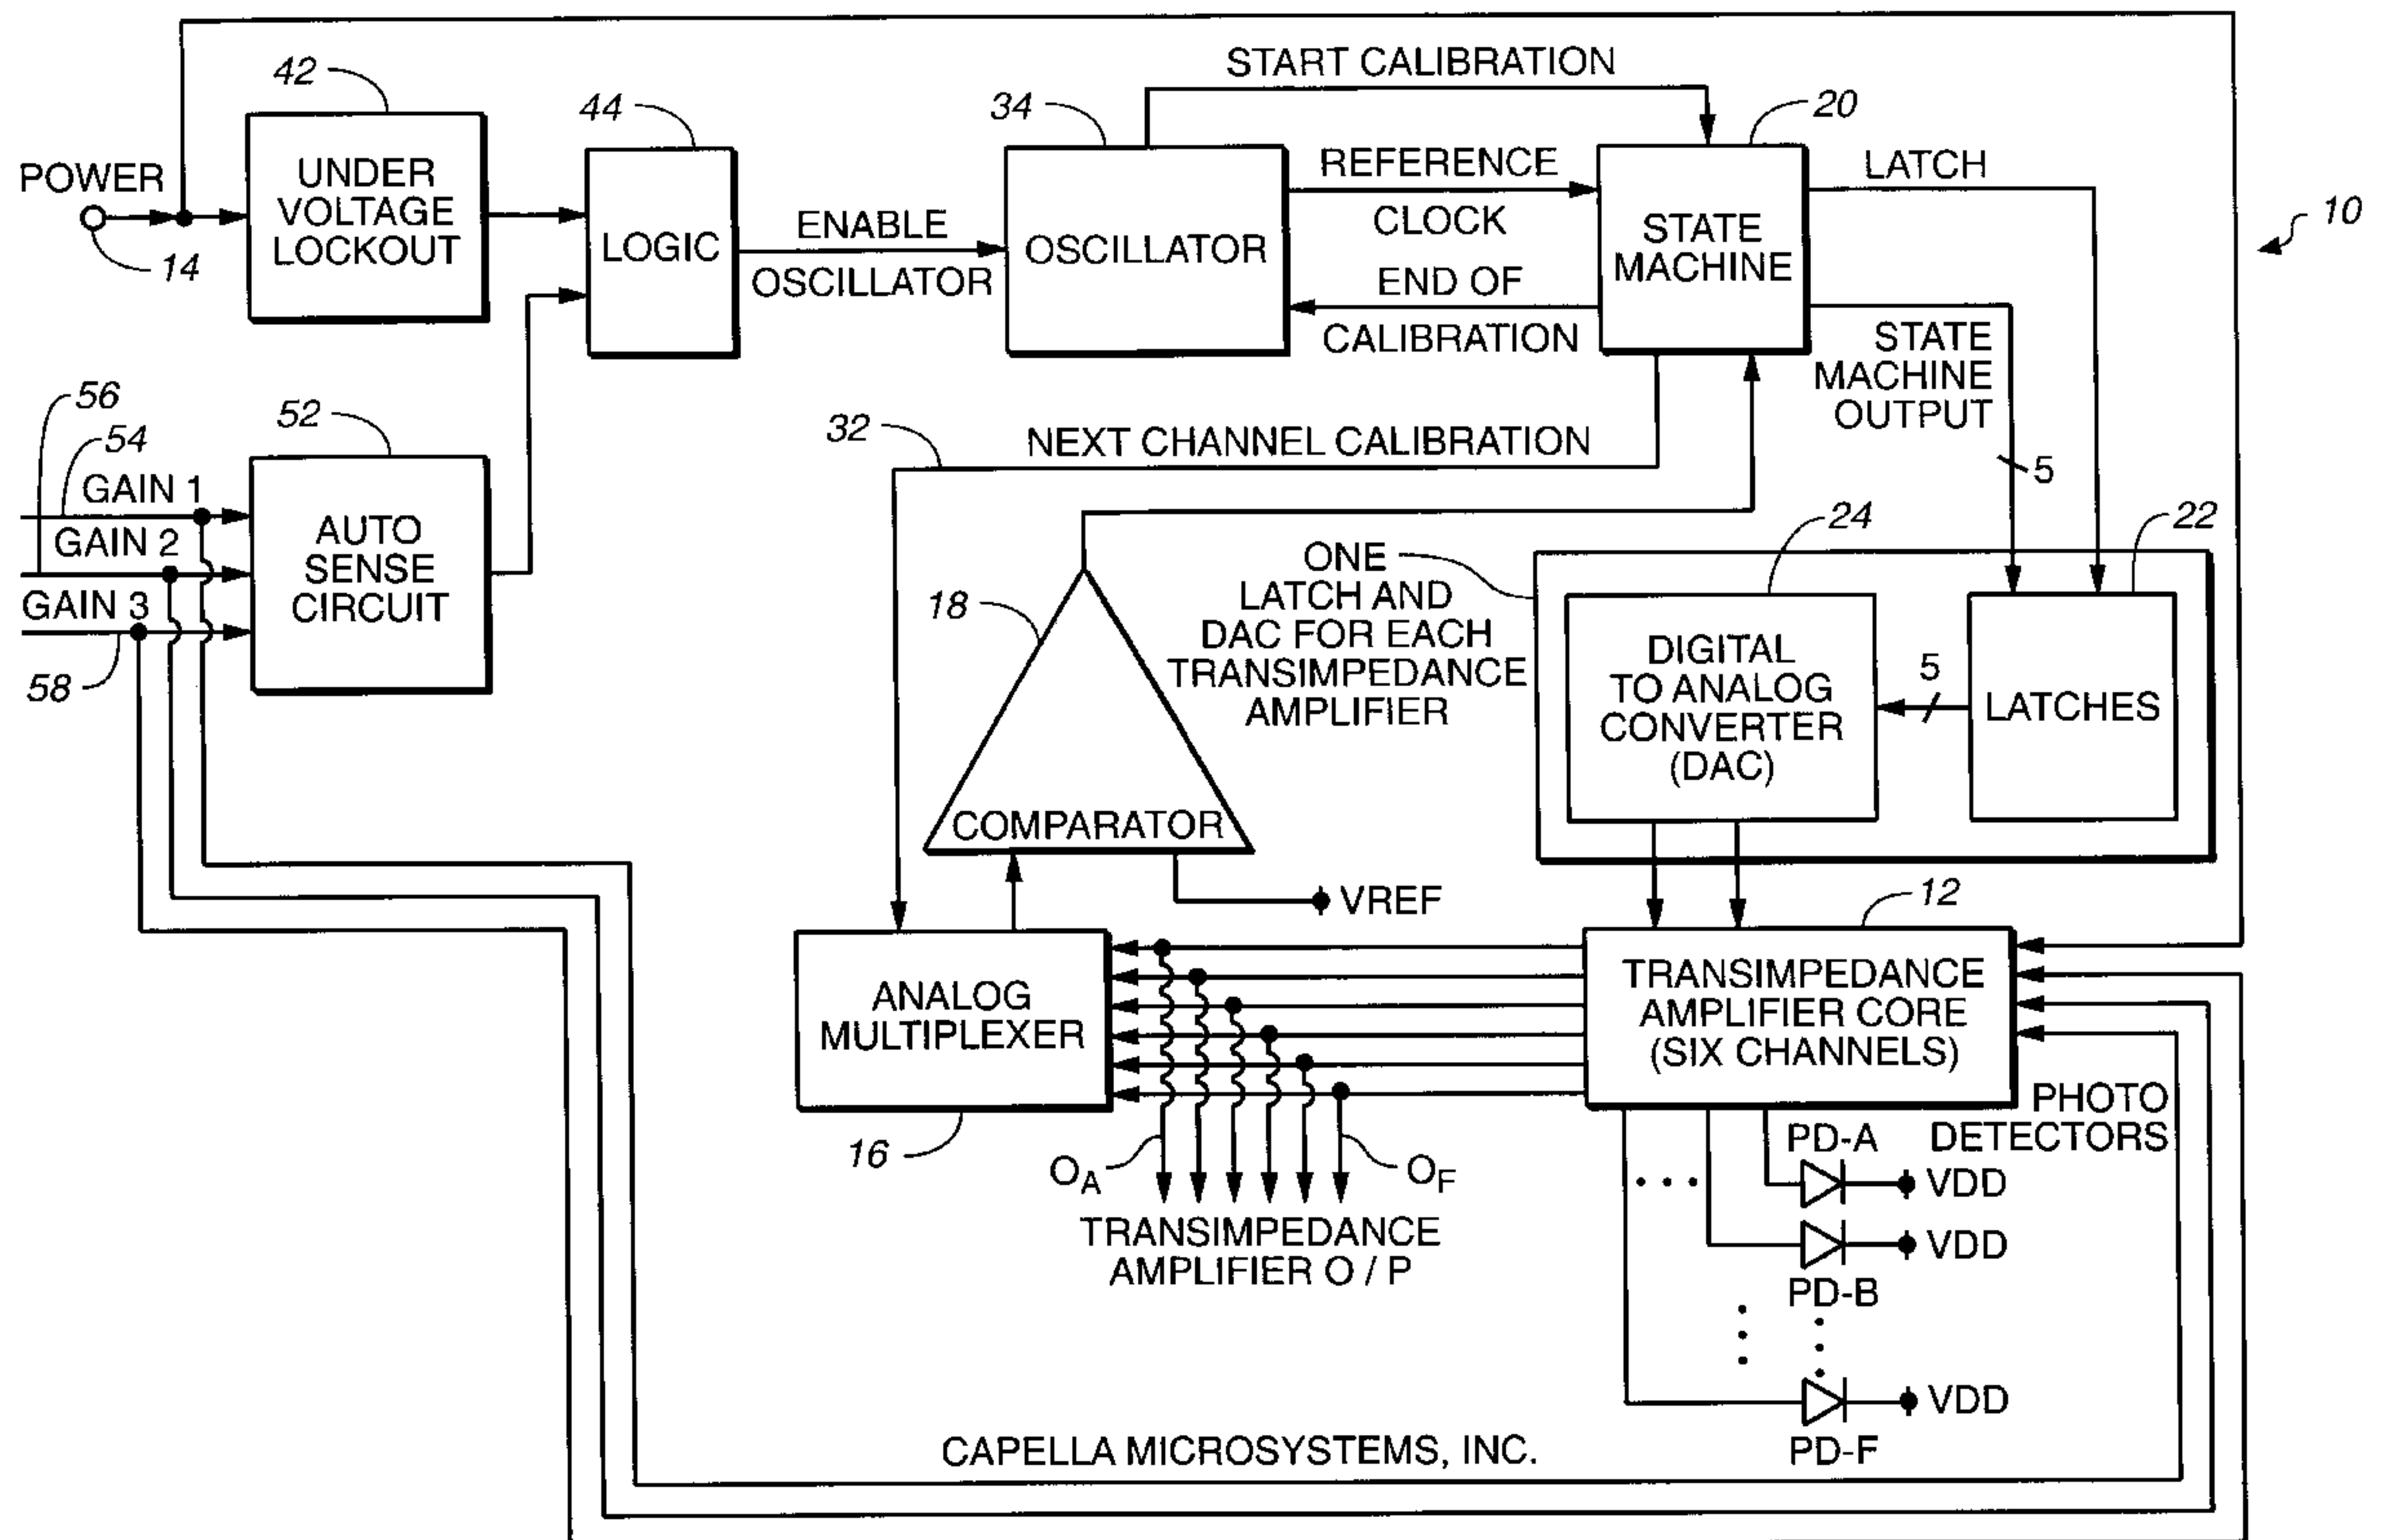 START CALIBRATION
42
44
34
20
POWER
14
UNDER
VOLTAGE
LOCKOUT
LOGIC
ENABLE
OSCILLATOR
OSCILLATOR
REFERENCE
CLOCK
END OF
CALIBRATION
STATE
MACHINE
LATCH
10
STATE
MACHINE
OUTPUT
5
56
54
52
32
NEXT CHANNEL CALIBRATION
GAIN 1
GAIN 2
GAIN 3
58
AUTO
SENSE
CIRCUIT
18
COMPARATOR
ONE
LATCH AND
DAC FOR EACH
TRANSIMPEDANCE
AMPLIFIER
24
22
DIGITAL
TO ANALOG
CONVERTER
(DAC)
5
LATCHES
VREF
12
ANALOG
MULTIPLEXER
16
TRANSIMPEDANCE
AMPLIFIER CORE
(SIX CHANNELS)
PHOTO
DETECTORS
OA
OF
TRANSIMPEDANCE
AMPLIFIER O / P
PD-A
VDD
VDD
PD-B
VDD
PD-F
CAPELLA MICROSYSTEMS, INC.